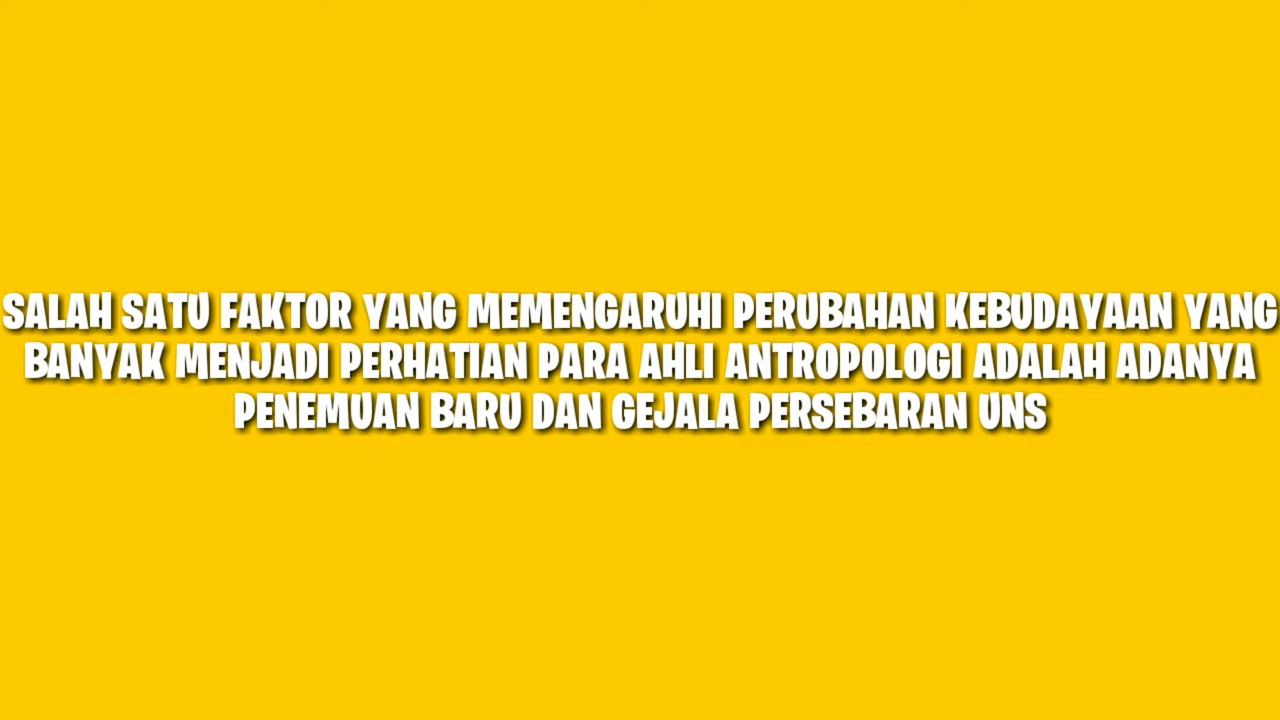 SALAH SATU FAKTOR YANG MEMENGARUHI PERUBAHAN KEBUDAYAAN YANG
BANYAK MENJADI PERHATIAN PARA AHLI ANTROPOLOGI ADALAH ADANYA
PENEMUAN BARU DAN GEJALA PERSEBARAN UNS